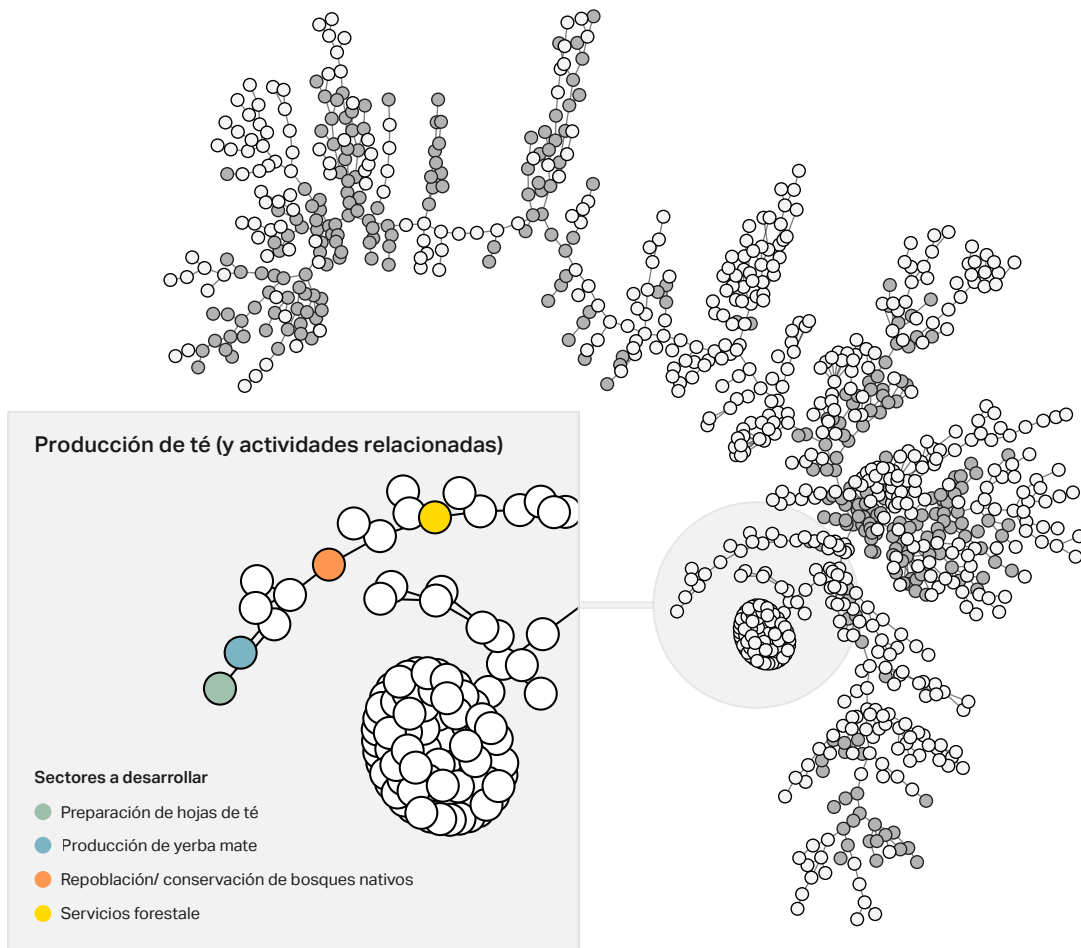 Producción de té (y actividades relacionadas)
Sectores a desarrollar
Preparación de hojas de té
Producción de yerba mate
Repoblación/ conservación de bosques nativos
Servicios forestale